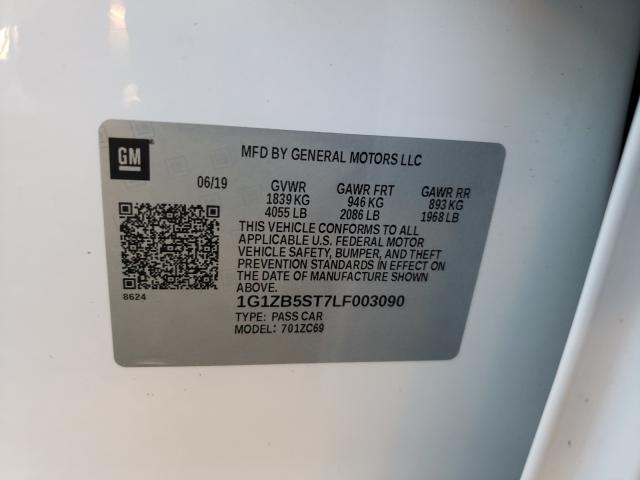 GM
MFD BY GENERAL MOTORS LLC
06/19 GVWR GAWR FRT GAWR RR
1839 KG 946 KG 893 KG
4055 LB 2086 LB 1968 LB
THIS VEHICLE CONFORMS TO ALL
APPLICABLE U.S. FEDERAL MOTOR
VEHICLE SAFETY, BUMPER, AND THEFT
PREVENTION STANDARDS IN EFFECT ON
THE DATE OF MANUFACTURE SHOWN
ABOVE.
8624
1G1ZB5ST7LF003090
TYPE: PASS CAR
MODEL: 701ZC69